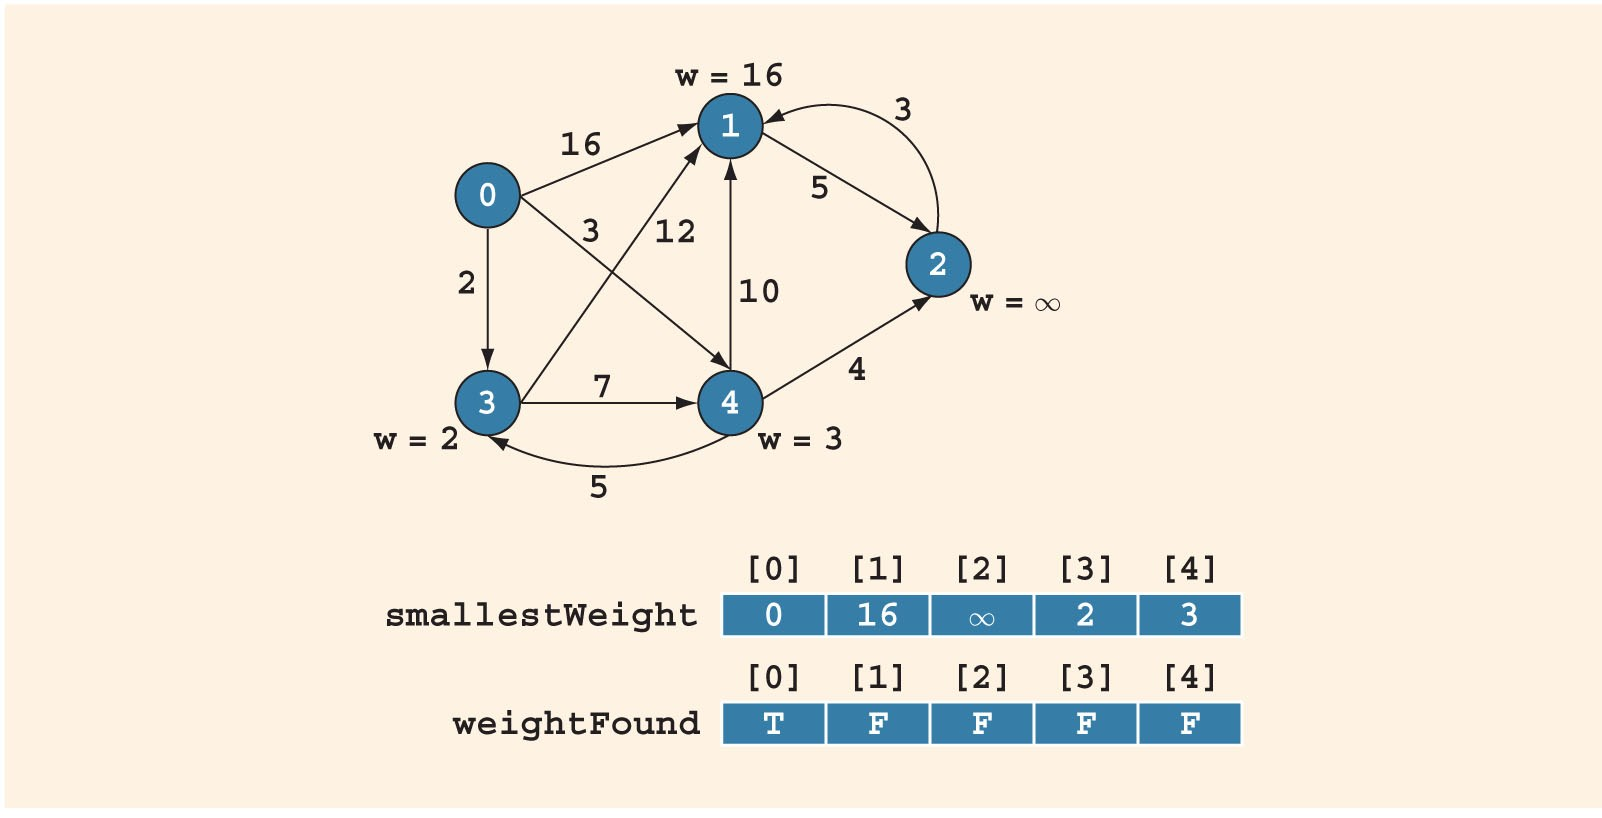 w = 16
1
3
16
0
5
3
12
2
2
10
w = ∞
4
7
3
4
w = 2
w = 3
5
[0] [1] [2] [3] [4]
smallestWeight 0 16 ∞ 2 3
[0] [1] [2] [3] [4]
weightFound T F F F F